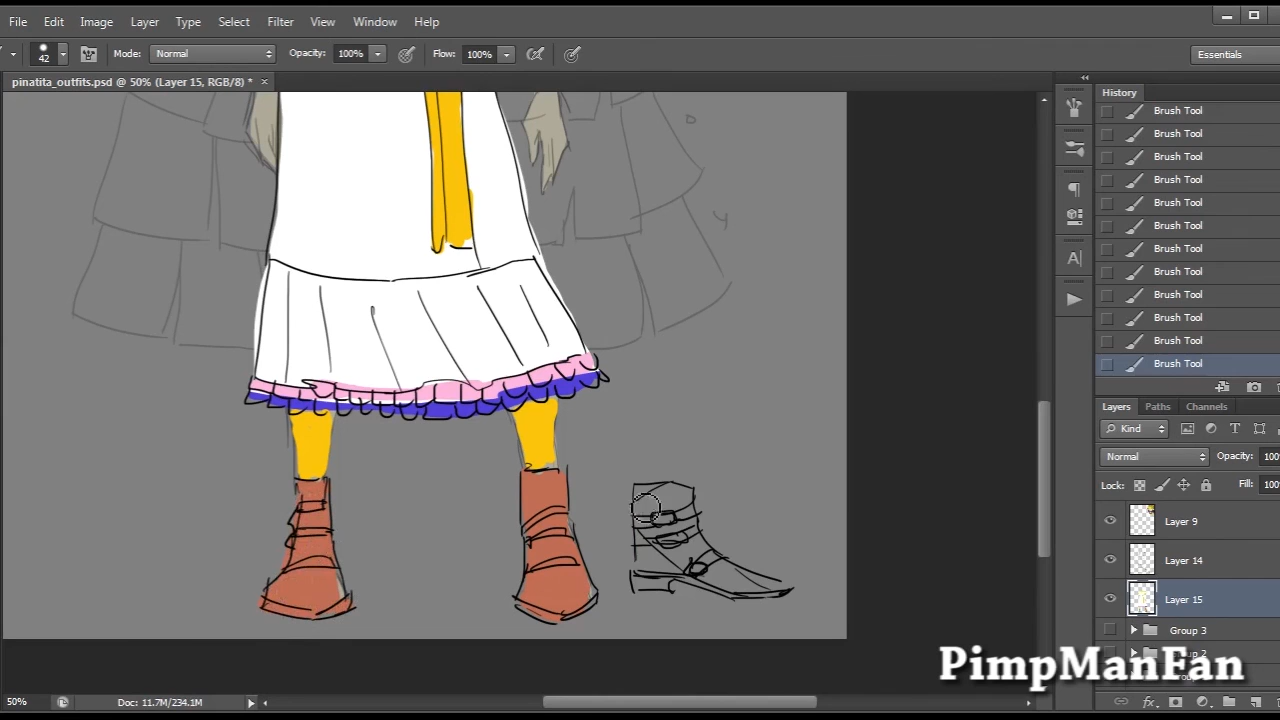 File Edit Image Layer Type Select Filter View Window Help
42 Mode: Normal Opacity: 100% Flow: 100% Essentials
pinatita_outfits.psd @ 50% (Layer 15, RGB/8) *
History
Brush Tool
Brush Tool
Brush Tool
Brush Tool
Brush Tool
Brush Tool
Brush Tool
Brush Tool
Brush Tool
Brush Tool
Brush Tool
Brush Tool
Layers Paths Channels
Kind
Normal Opacity: 100
Lock: Fill: 100
Layer 9
Layer 14
Layer 15
Group 3
PimpManFan
50% Doc: 11.7M/234.1M